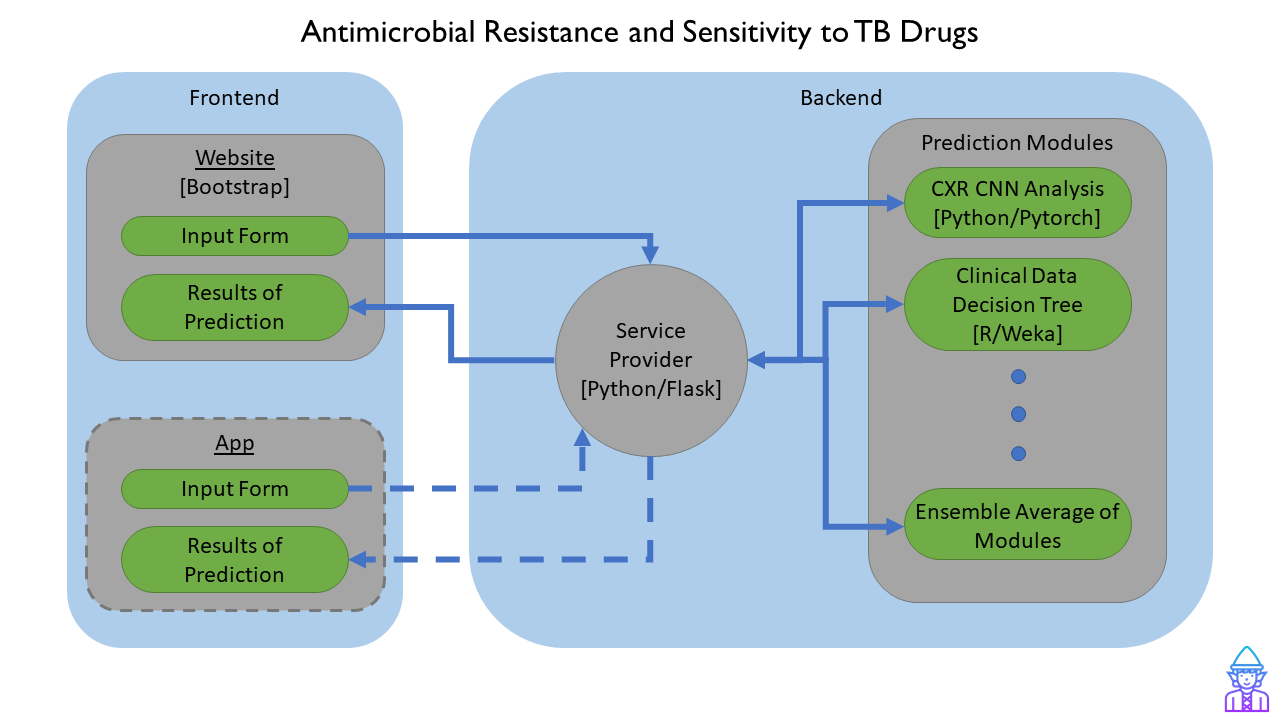 Antimicrobial Resistance and Sensitivity to TB Drugs
Frontend
Website
[Bootstrap]
Input Form
Results of
Prediction
App
Input Form
Results of
Prediction
Backend
Service
Provider
[Python/Flask]
Prediction Modules
CXR CNN Analysis
[Python/Pytorch]
Clinical Data
Decision Tree
[R/Weka]
Ensemble Average of
Modules